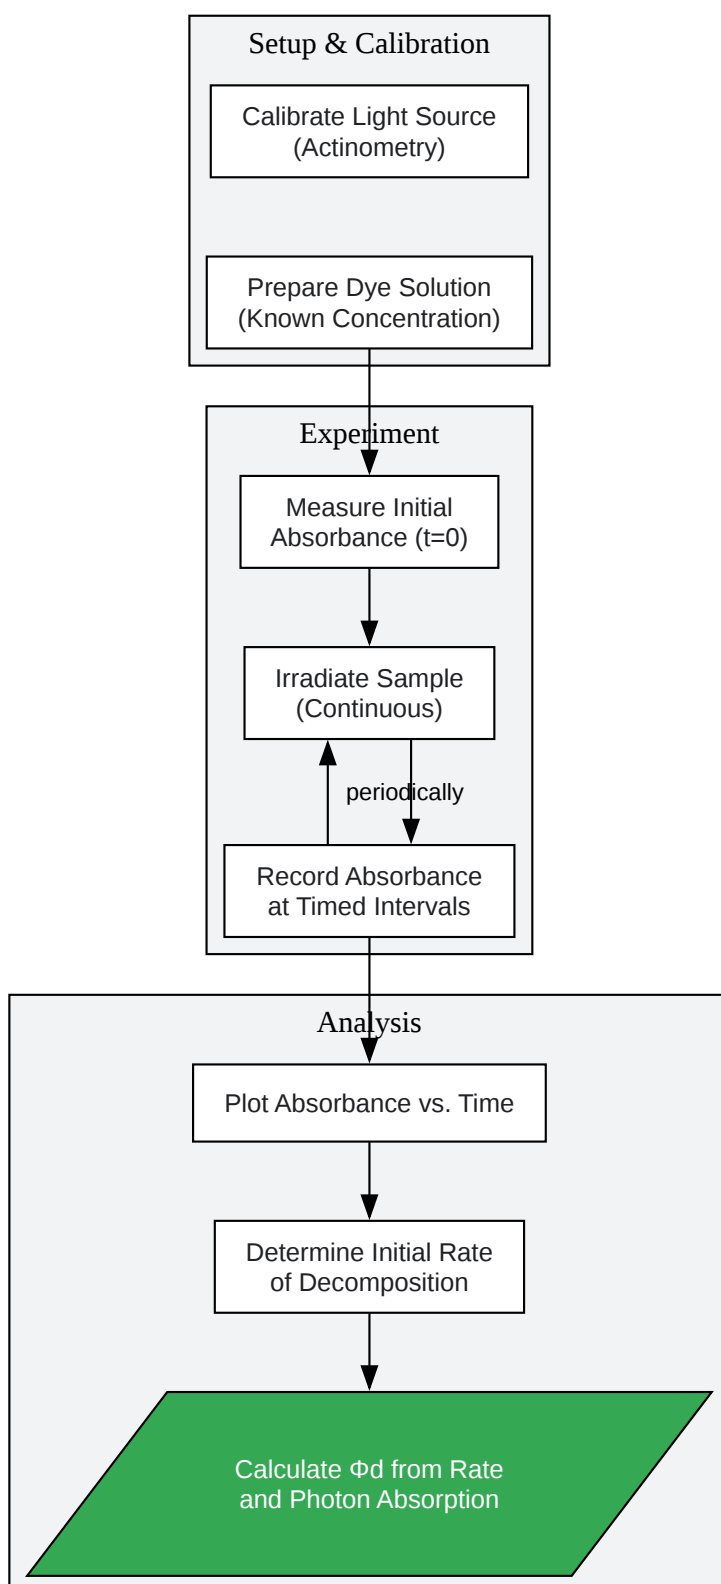 Setup & Calibration
Calibrate Light Source
(Actinometry)
Prepare Dye Solution
(Known Concentration)
Experiment
Measure Initial
Absorbance (t=0)
Irradiate Sample
(Continuous)
periodically
Record Absorbance
at Timed Intervals
Analysis
Plot Absorbance vs. Time
Determine Initial Rate
of Decomposition
Calculate Φd from Rate
and Photon Absorption